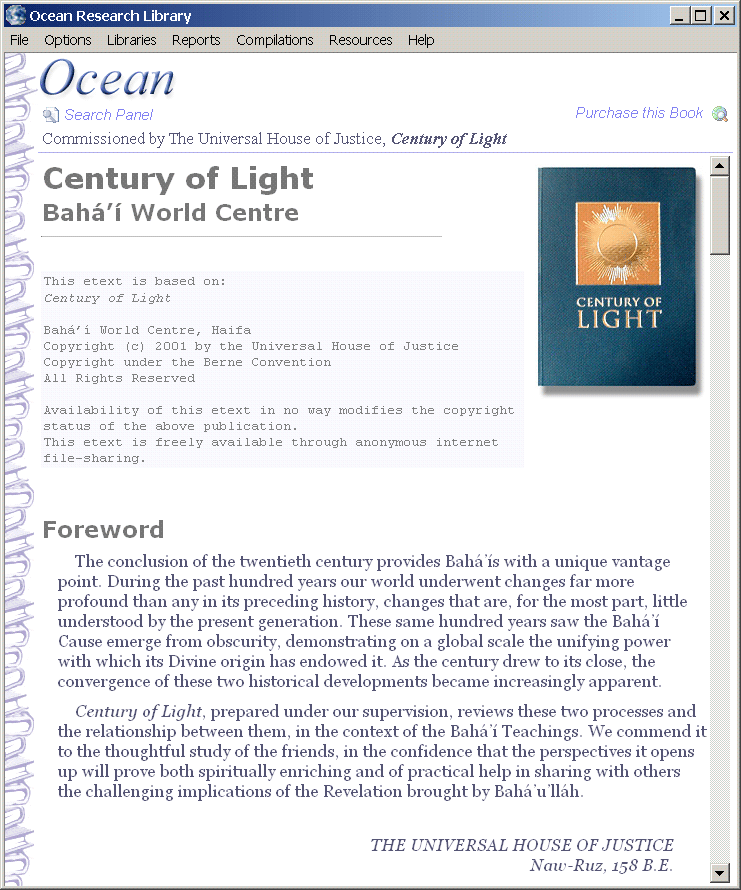 Ocean Research Library
File Options Libraries Reports Compilations Resources Help
Ocean
Search Panel
Purchase this Book
Commissioned by The Universal House of Justice, Century of Light
Century of Light
Bahá’í World Centre
CENTURY OF
LIGHT
This etext is based on:
Century of Light
Bahá’í World Centre, Haifa
Copyright (c) 2001 by the Universal House of Justice
Copyright under the Berne Convention
All Rights Reserved
Availability of this etext in no way modifies the copyright
status of the above publication.
This etext is freely available through anonymous internet
file-sharing.
Foreword
The conclusion of the twentieth century provides Bahá’ís with a unique vantage
point. During the past hundred years our world underwent changes far more
profound than any in its preceding history, changes that are, for the most part, little
understood by the present generation. These same hundred years saw the Bahá’í
Cause emerge from obscurity, demonstrating on a global scale the unifying power
with which its Divine origin has endowed it. As the century drew to its close, the
convergence of these two historical developments became increasingly apparent.
Century of Light, prepared under our supervision, reviews these two processes and
the relationship between them, in the context of the Bahá’í Teachings. We commend it
to the thoughtful study of the friends, in the confidence that the perspectives it opens
up will prove both spiritually enriching and of practical help in sharing with others
the challenging implications of the Revelation brought by Bahá’u’lláh.
THE UNIVERSAL HOUSE OF JUSTICE
Naw-Ruz, 158 B.E.